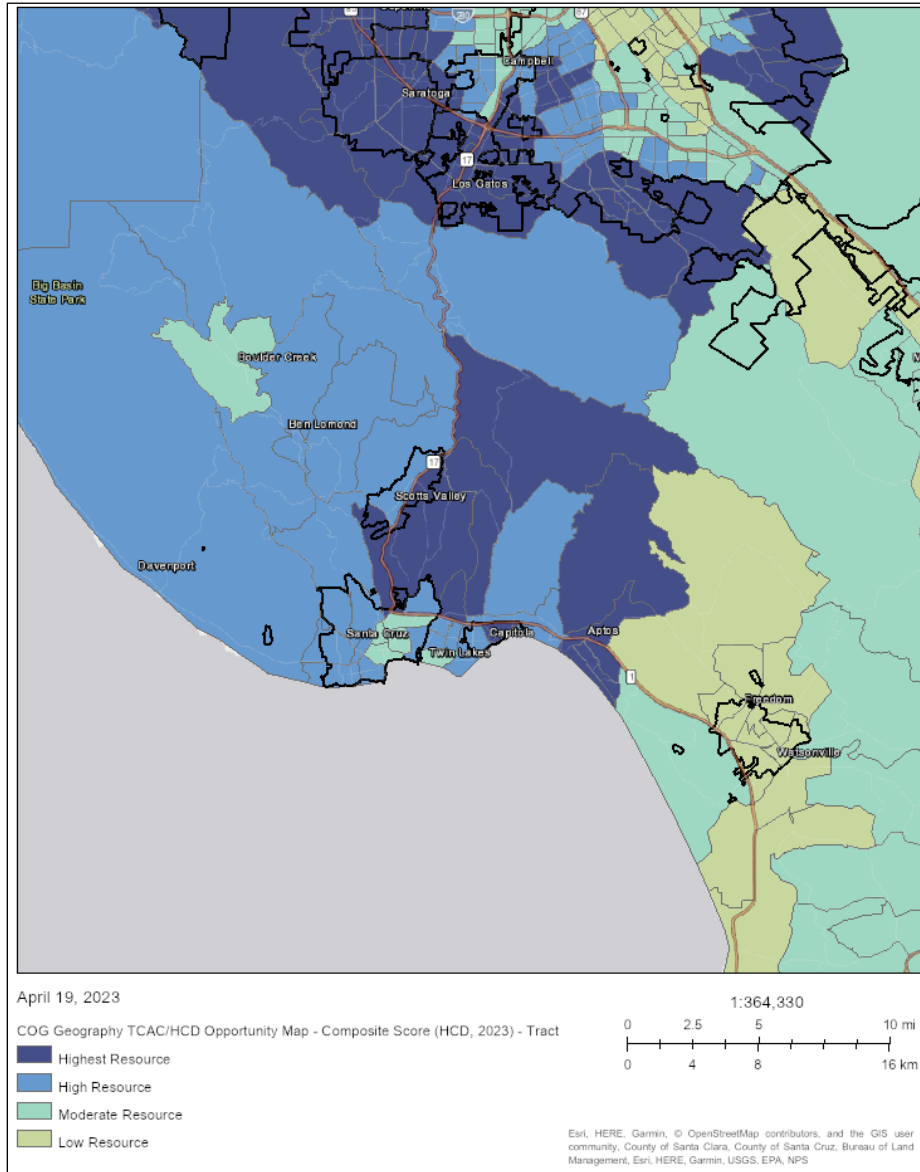 280
87
Campbell
Saratoga
17
Los Gatos
Big Basin
State Park
Boulder Creek
Ben Lomond
17
Scotts Valley
Davenport
Santa Cruz
Capitola
Aptos
Twin Lakes
1
Freedom
Watsonville
April 19, 2023
COG Geography TCAC/HCD Opportunity Map - Composite Score (HCD, 2023) - Tract
Highest Resource
High Resource
Moderate Resource
Low Resource
1:364,330
0 2.5 5 10 mi
0 4 8 16 km
Esri, HERE, Garmin, © OpenStreetMap contributors, and the GIS user
community, County of Santa Clara, County of Santa Cruz, Bureau of Land
Management, Esri, HERE, Garmin, USGS, EPA, NPS